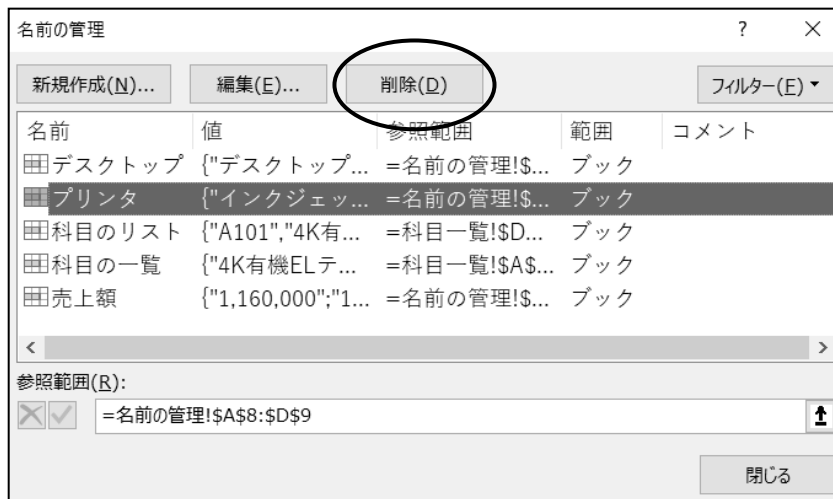 名前の管理 ? ×
新規作成(N)... 編集(E)... 削除(D) フィルター(F)
名前 値 参照範囲 範囲 コメント
デスクトップ {"デスクトップ... =名前の管理!$... ブック
プリンタ {"インクジェッ... =名前の管理!$... ブック
科目のリスト {"A101","4K有... =科目一覧!$D... ブック
科目の一覧 {"4K有機ELテ... =科目一覧!$A$... ブック
売上額 {"1,160,000";"1... =名前の管理!$... ブック
参照範囲(R):
=名前の管理!$A$8:$D$9
閉じる